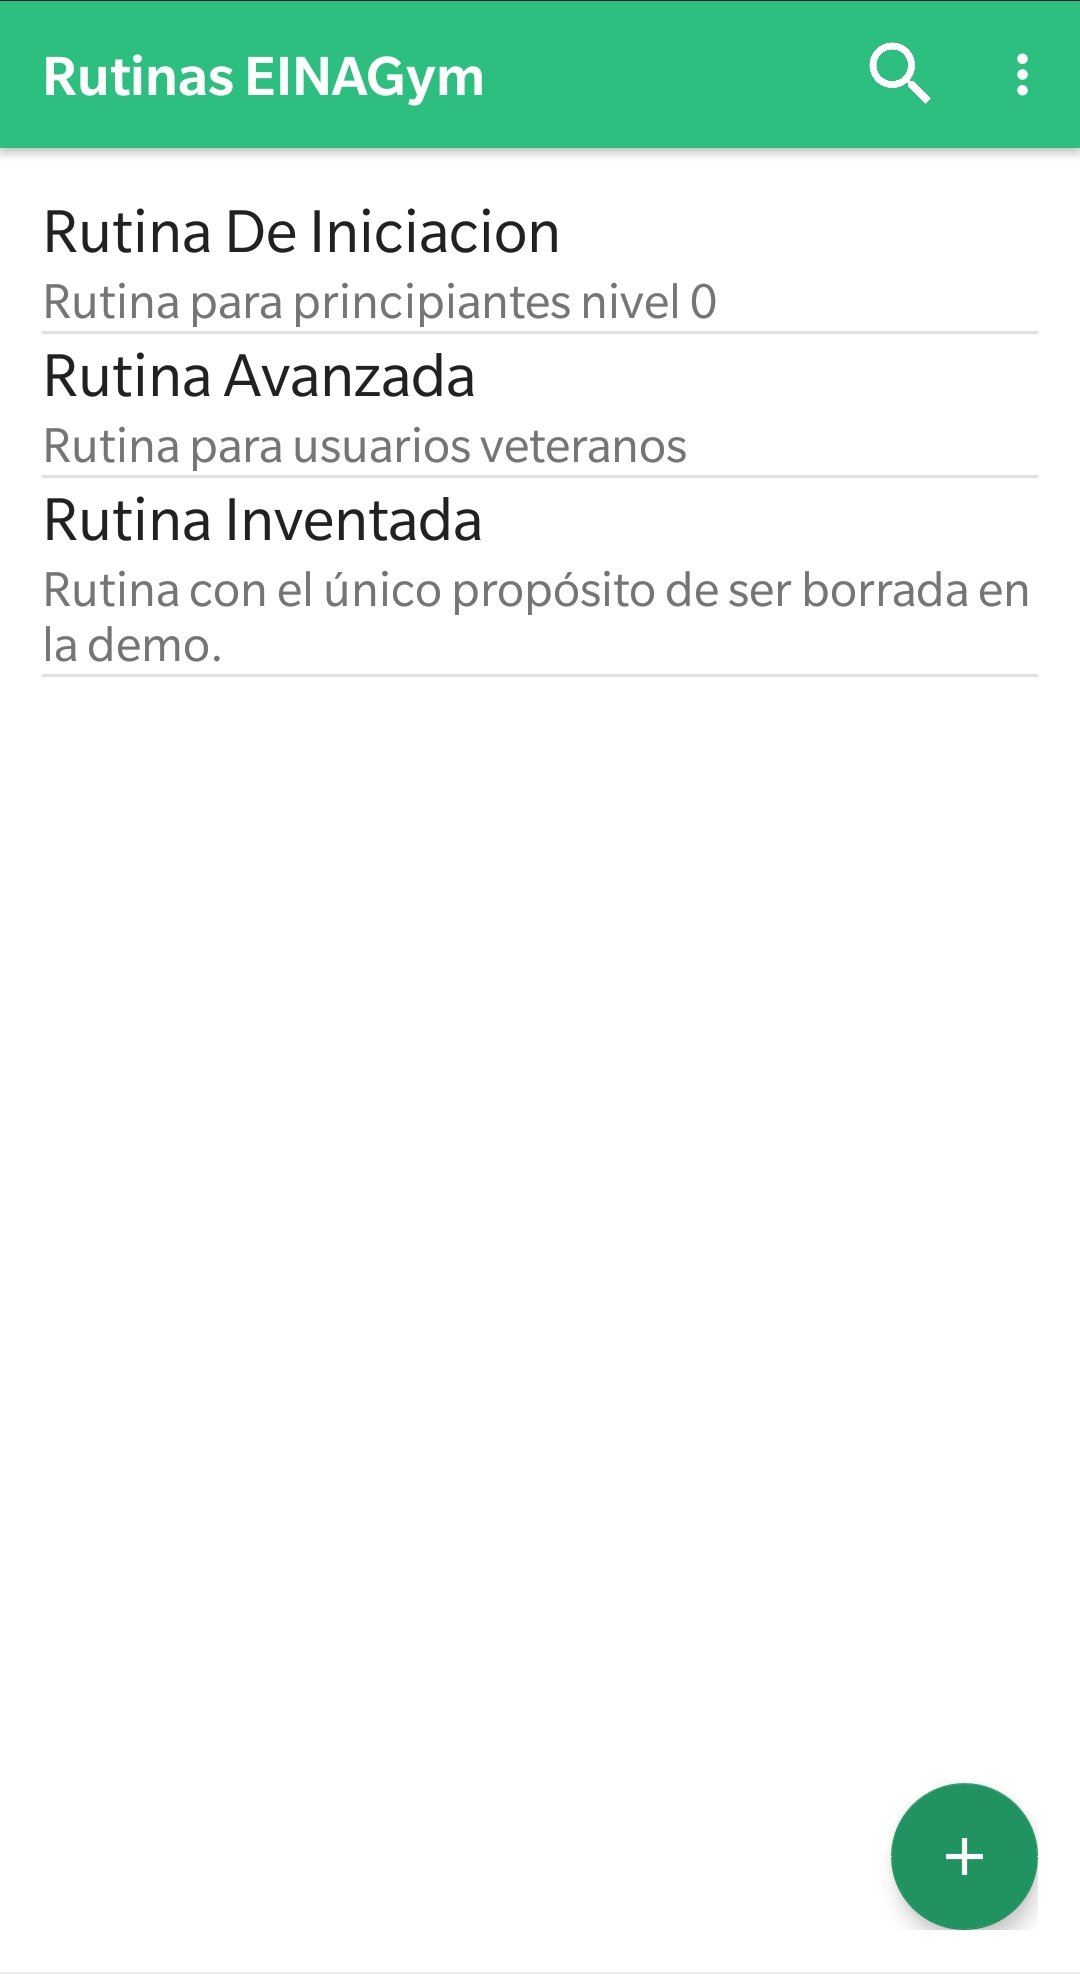 Rutinas EINAGym
Rutina De Iniciacion
Rutina para principiantes nivel 0
Rutina Avanzada
Rutina para usuarios veteranos
Rutina Inventada
Rutina con el único propósito de ser borrada en
la demo.